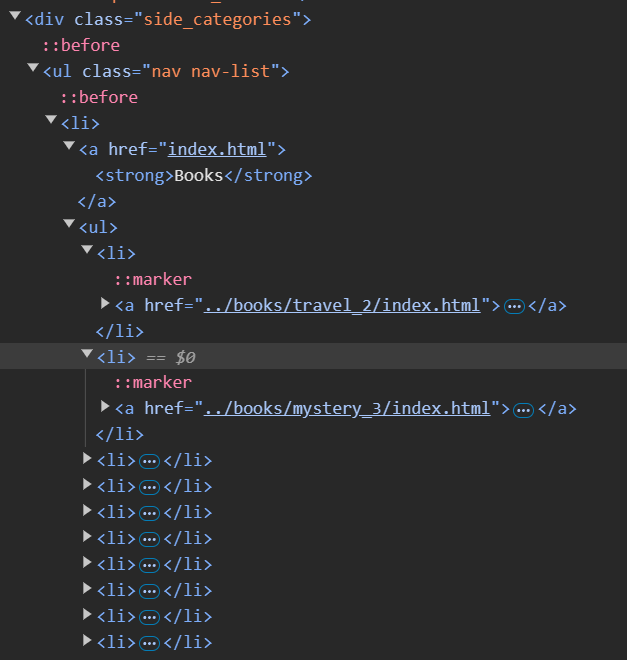 <div class="side_categories">
::before
<ul class="nav nav-list">
::before
<li>
<a href="index.html">
<strong>Books</strong>
</a>
<ul>
<li>
::marker
<a href="../books/travel_2/index.html">…</a>
</li>
<li> == $0
::marker
<a href="../books/mystery_3/index.html">…</a>
</li>
<li>…</li>
<li>…</li>
<li>…</li>
<li>…</li>
<li>…</li>
<li>…</li>
<li>…</li>
<li>…</li>